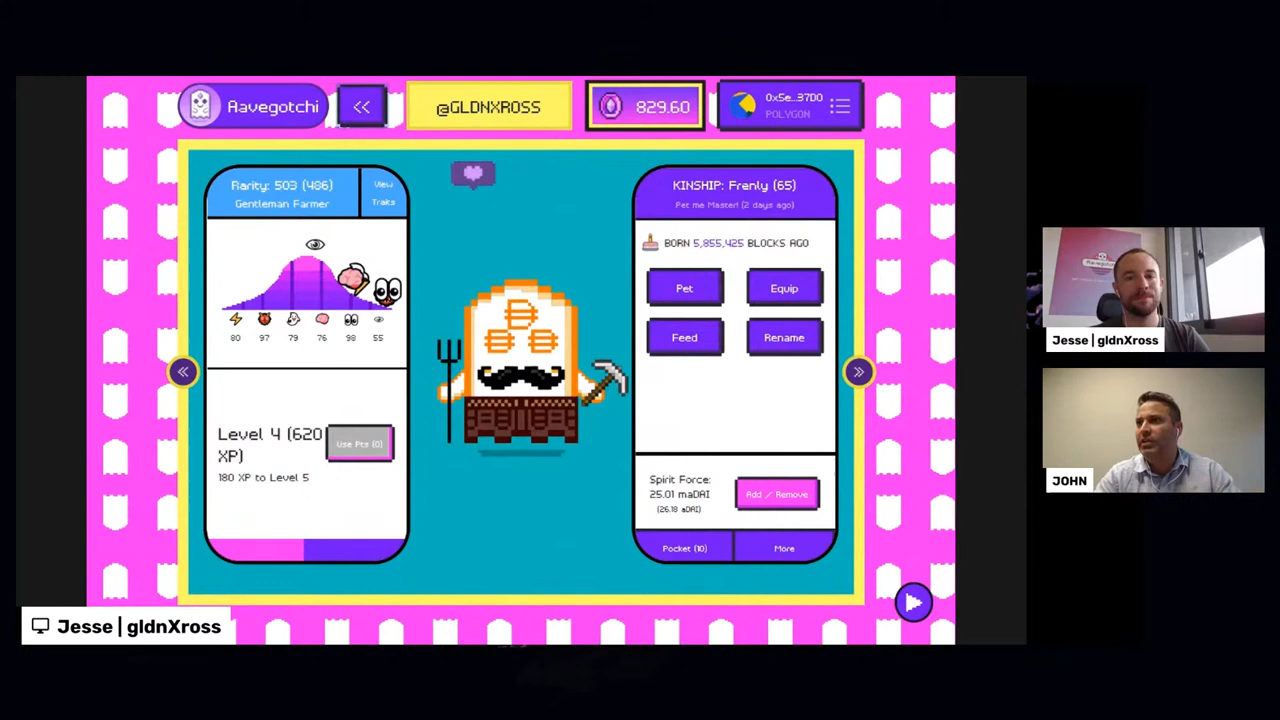 Aavegotchi
@GLDNXROSS
829.60
0x5e...37D0
POLYGON
Rarity: 503 (486)
Gentleman Farmer
View
Traits
80 97 79 76 98 55
Level 4 (620
XP)
Use Pts (0)
180 XP to Level 5
KINSHIP: Frenly (65)
Pet me Master! (2 days ago)
BORN 5,855,425 BLOCKS AGO
Pet
Equip
Feed
Rename
Spirit Force:
25.01 maDAI
(26.18 aDAI)
Add / Remove
Pocket (10)
More
Jesse | gldnXross
Aavegotchi
Jesse | gldnXross
JOHN